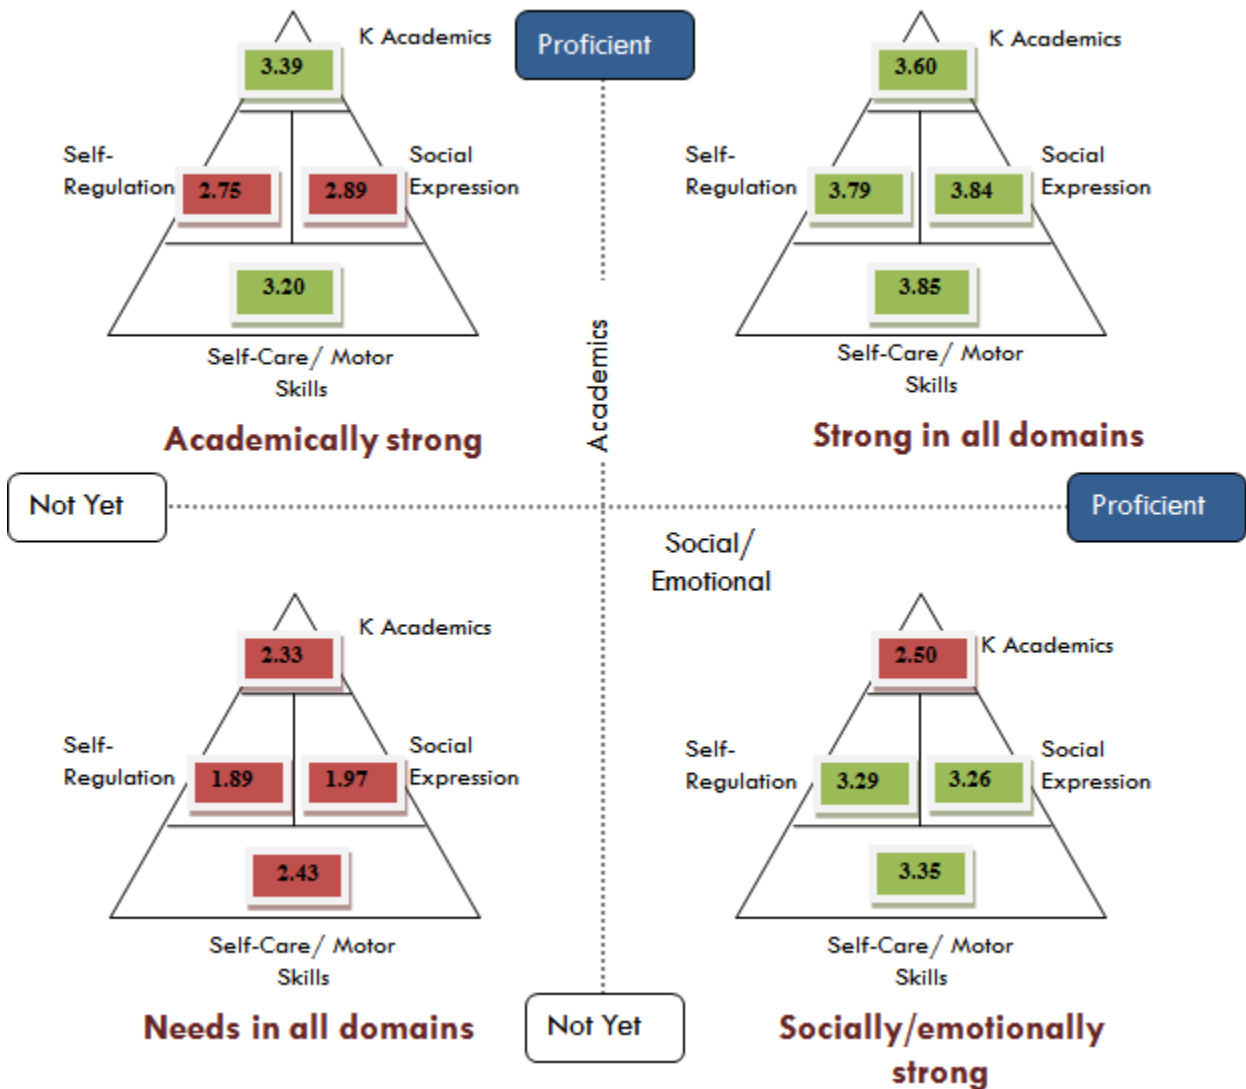 K Academics
3.39
Self-
Regulation
2.75
2.89
Social
Expression
3.20
Self-Care/ Motor
Skills
Academically strong
Proficient
Academics
K Academics
3.60
Self-
Regulation
3.79
3.84
Social
Expression
3.85
Self-Care/ Motor
Skills
Strong in all domains
Not Yet
Proficient
Social/
Emotional
K Academics
2.33
Self-
Regulation
1.89
1.97
Social
Expression
2.43
Self-Care/ Motor
Skills
Needs in all domains
Not Yet
K Academics
2.50
Self-
Regulation
3.29
3.26
Social
Expression
3.35
Self-Care/ Motor
Skills
Socially/emotionally
strong